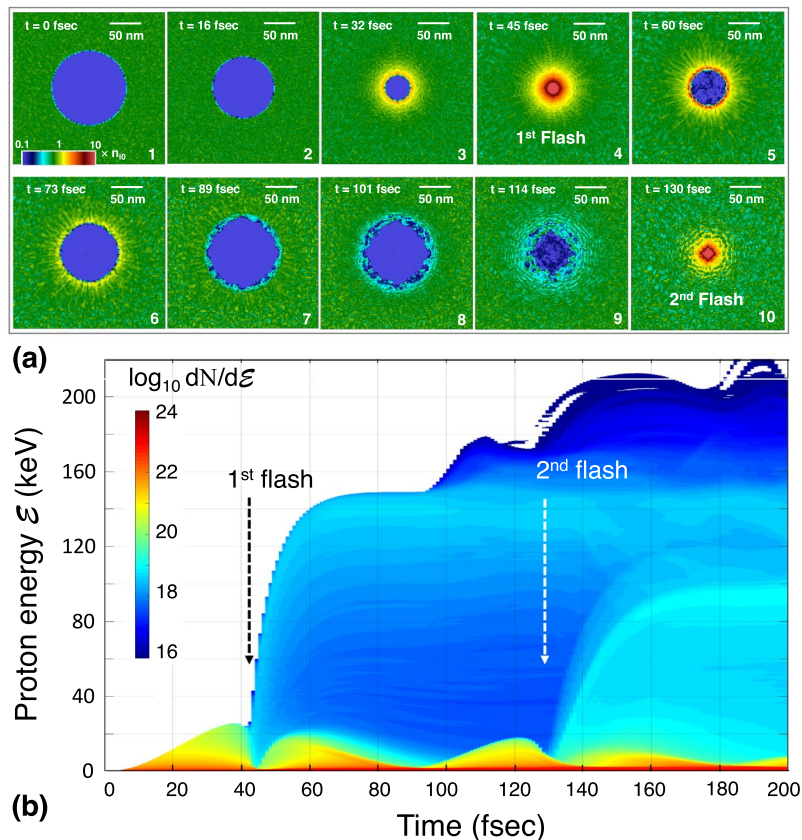 t = 0 fsec t = 16 fsec t = 32 fsec t = 45 fsec t = 60 fsec
50 nm 50 nm 50 nm 50 nm 50 nm
1st Flash
0.1 1 10 × ni0
1 2 3 4 5
t = 73 fsec t = 89 fsec t = 101 fsec t = 114 fsec t = 130 fsec
50 nm 50 nm 50 nm 50 nm 50 nm
2nd Flash
6 7 8 9 10
(a)
log10 dN/dℰ
24
22
20
18
16
1st flash
2nd flash
Proton energy ℰ (keV)
200
160
120
80
40
0
0 20 40 60 80 100 120 140 160 180 200
Time (fsec)
(b)